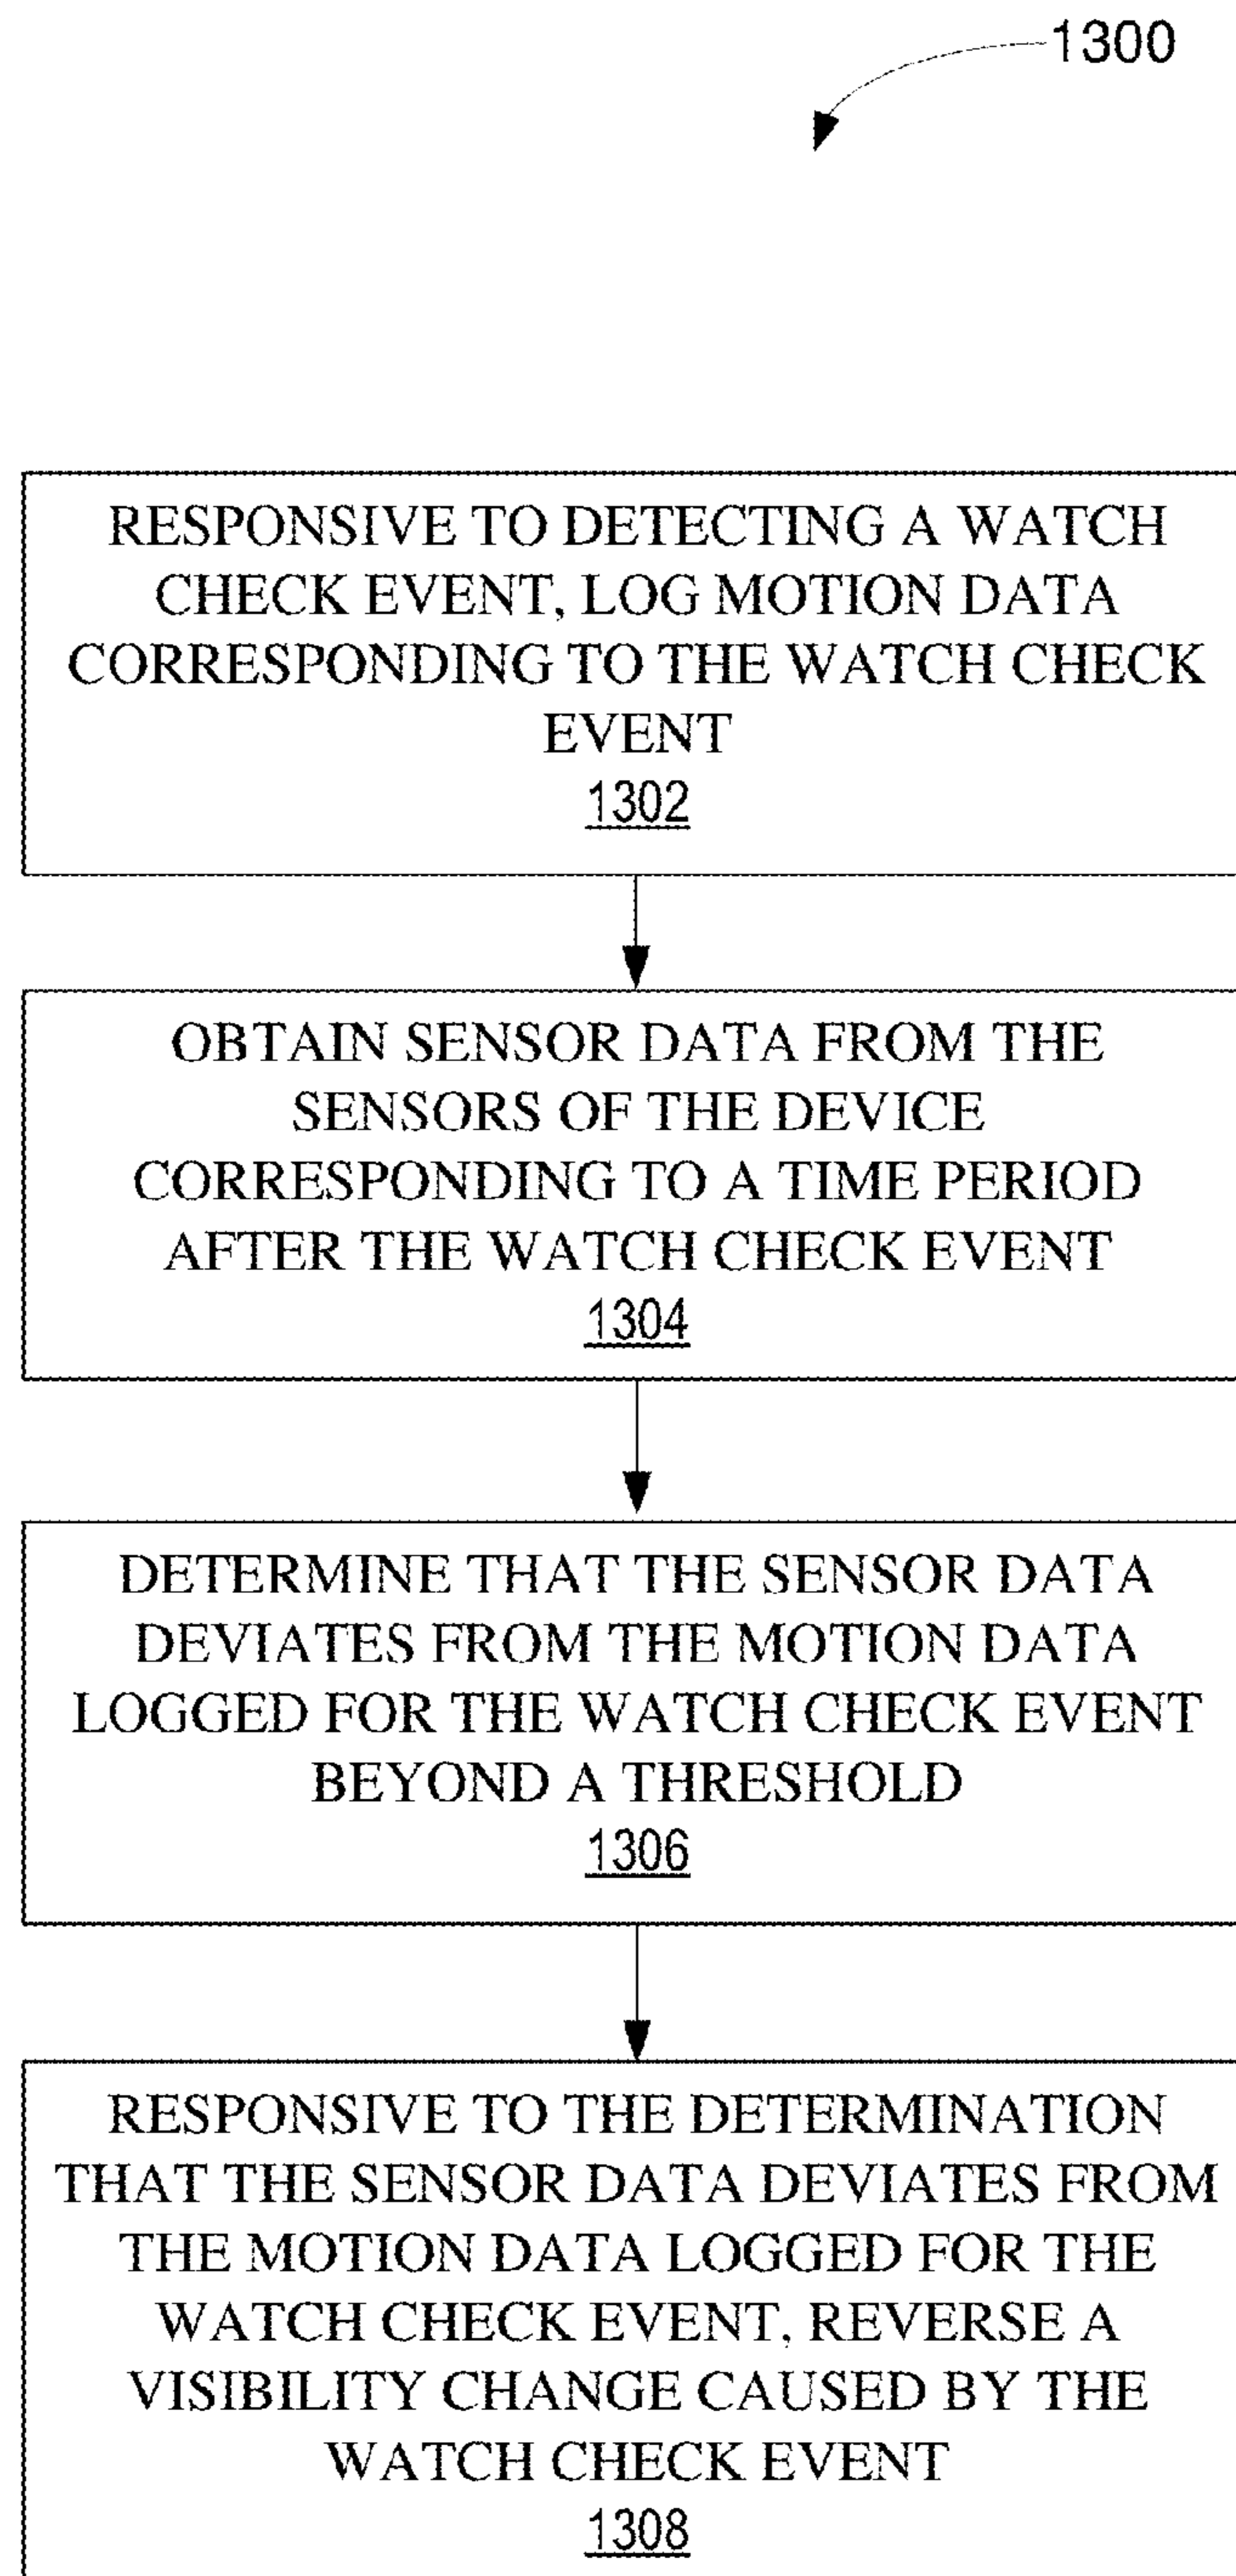 1300
RESPONSIVE TO DETECTING A WATCH
CHECK EVENT, LOG MOTION DATA
CORRESPONDING TO THE WATCH CHECK
EVENT
1302
OBTAIN SENSOR DATA FROM THE
SENSORS OF THE DEVICE
CORRESPONDING TO A TIME PERIOD
AFTER THE WATCH CHECK EVENT
1304
DETERMINE THAT THE SENSOR DATA
DEVIATES FROM THE MOTION DATA
LOGGED FOR THE WATCH CHECK EVENT
BEYOND A THRESHOLD
1306
RESPONSIVE TO THE DETERMINATION
THAT THE SENSOR DATA DEVIATES FROM
THE MOTION DATA LOGGED FOR THE
WATCH CHECK EVENT, REVERSE A
VISIBILITY CHANGE CAUSED BY THE
WATCH CHECK EVENT
1308